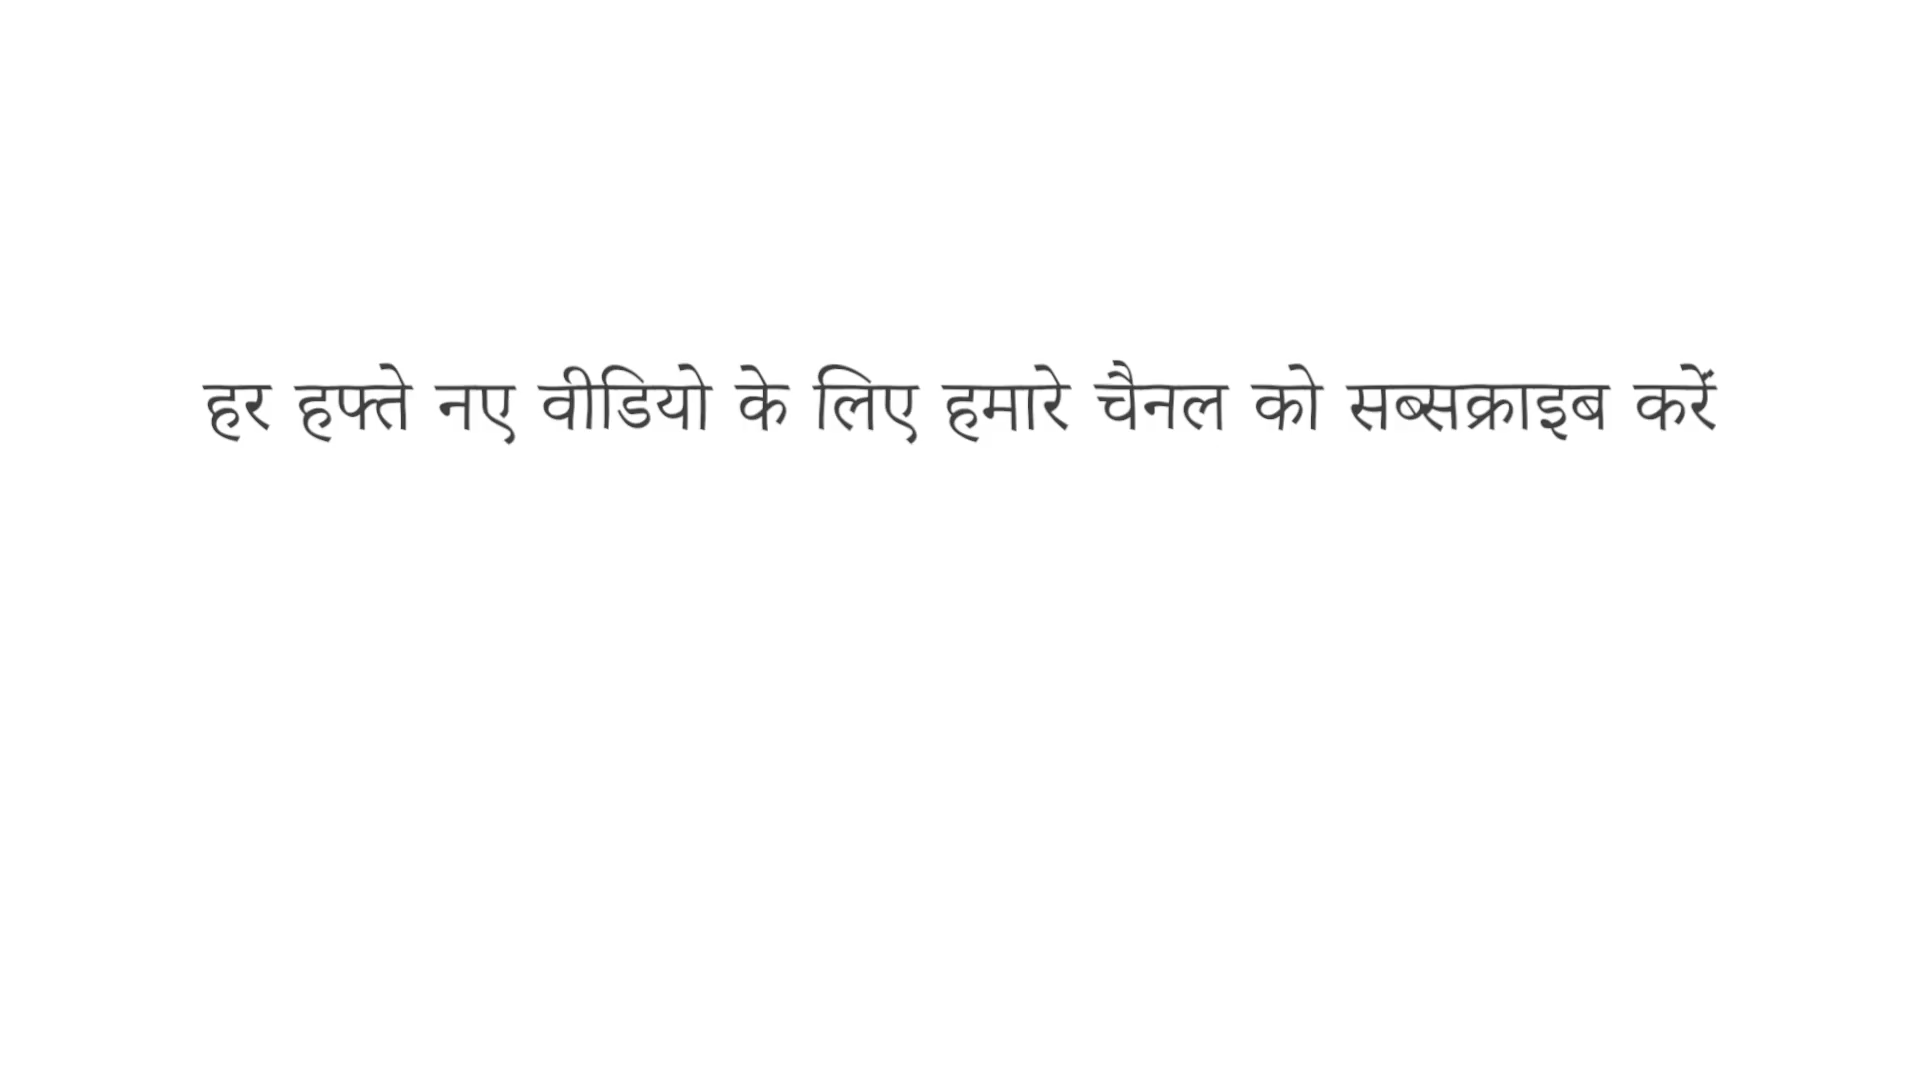 हर हफ्ते नए वीडियो के लिए हमारे चैनल को सब्सक्राइब करें